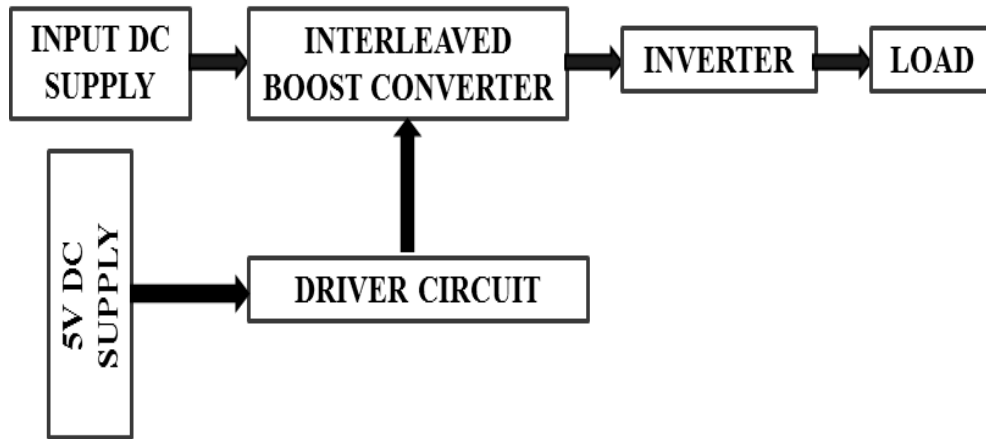 INPUT DC
SUPPLY
INTERLEAVED
BOOST CONVERTER
INVERTER
LOAD
5V DC
SUPPLY
DRIVER CIRCUIT